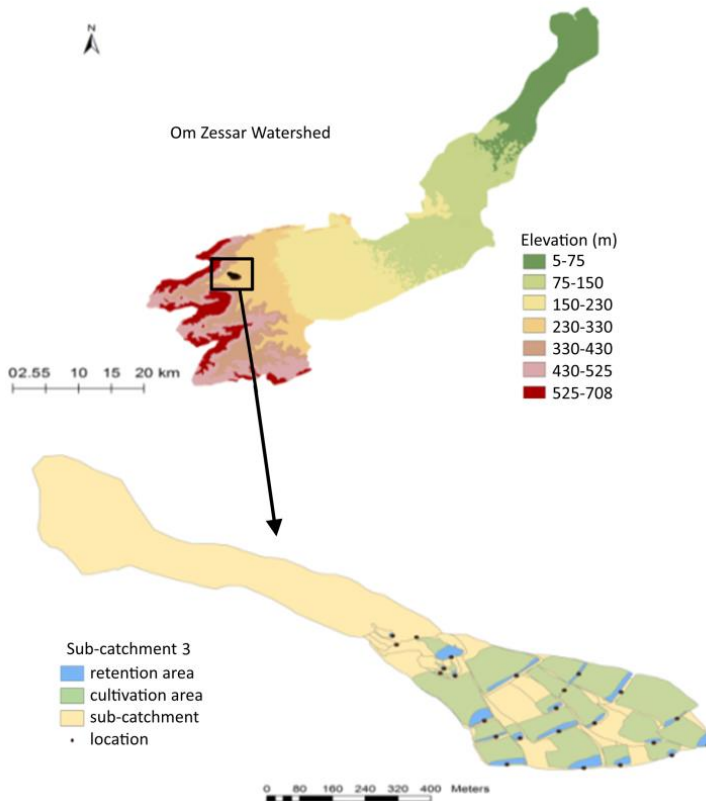 N
Om Zessar Watershed
Elevation (m)
5-75
75-150
150-230
230-330
330-430
430-525
525-708
02.55 10 15 20 km
Sub-catchment 3
retention area
cultivation area
sub-catchment
location
0 80 160 240 320 400 Meters